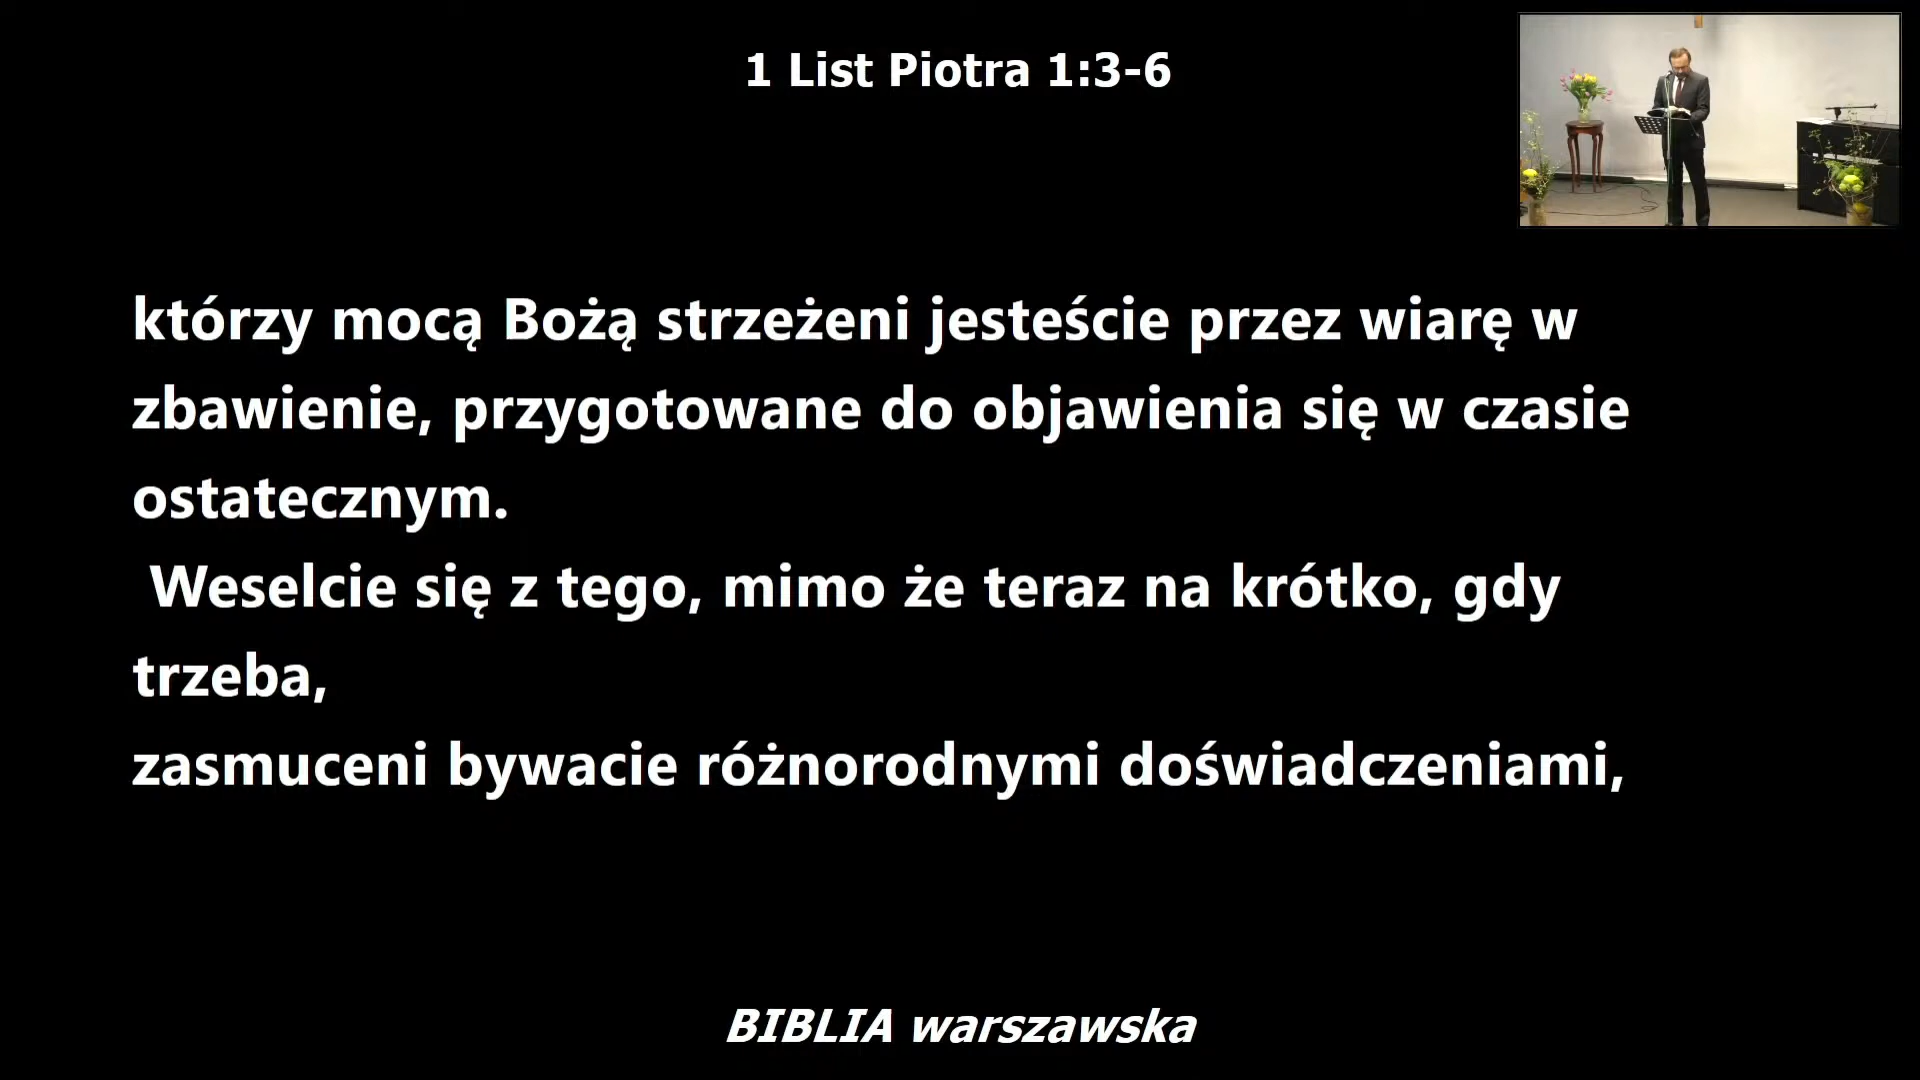 1 List Piotra 1:3-6
którzy mocą Bożą strzeżeni jesteście przez wiarę w
zbawienie, przygotowane do objawienia się w czasie
ostatecznym.
Weselcie się z tego, mimo że teraz na krótko, gdy
trzeba,
zasmuceni bywacie różnorodnymi doświadczeniami,
BIBLIA warszawska